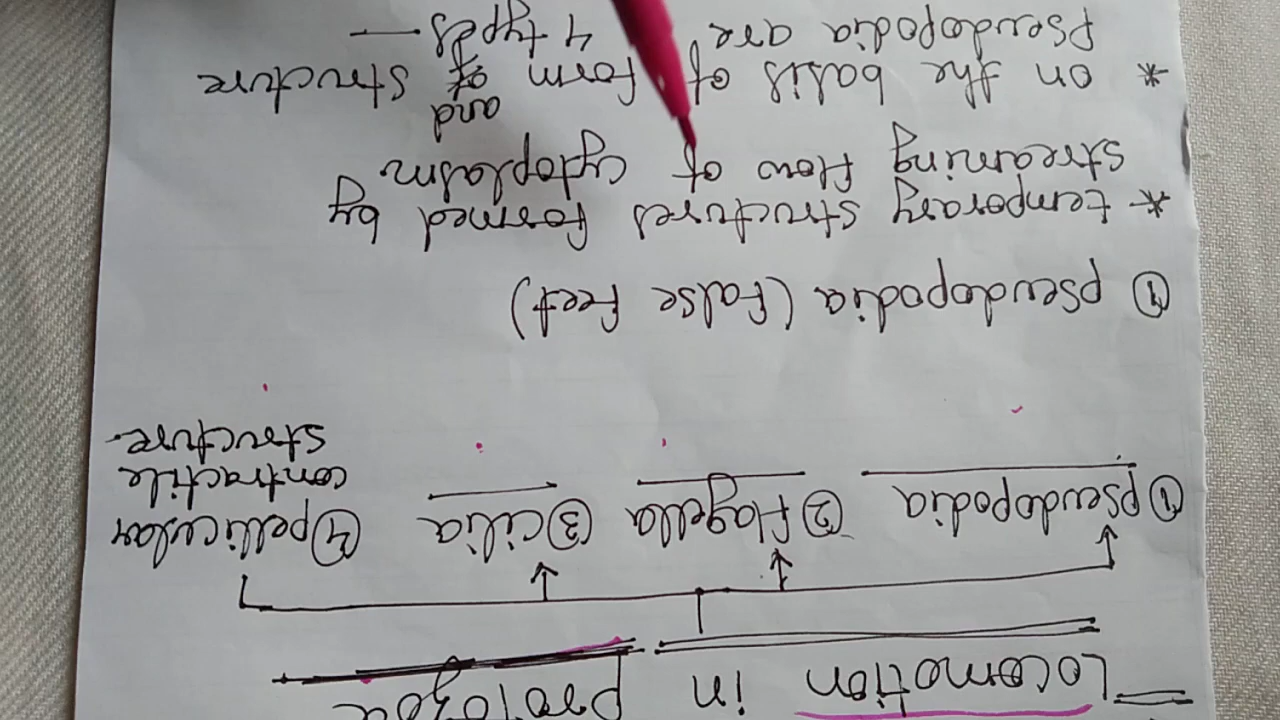 Locomotion in protozoa
① pseudopodia ② Flagella ③ cilia ④ pellicular
contractile
structure.
① pseudopodia (False Feet)
* temporary structures formed by
streaming flow of cytoplasm
* on the basis of form and of structure
pseudopodia are 4 types—